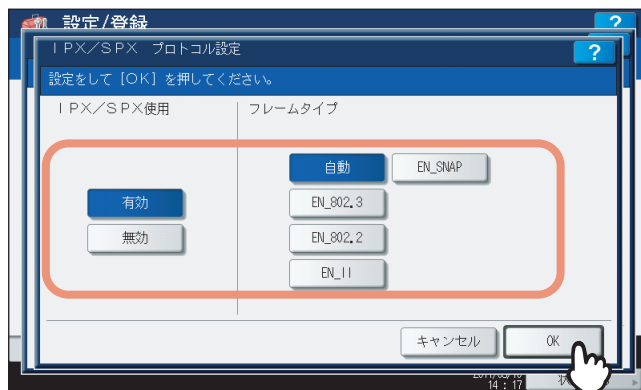 設定/登録
?
IPX/SPX プロトコル設定
?
設定をして [OK] を押してください。
IPX/SPX使用
フレームタイプ
自動
EN_SNAP
有効
EN_802.3
無効
EN_802.2
EN_II
キャンセル
OK
14:17
状